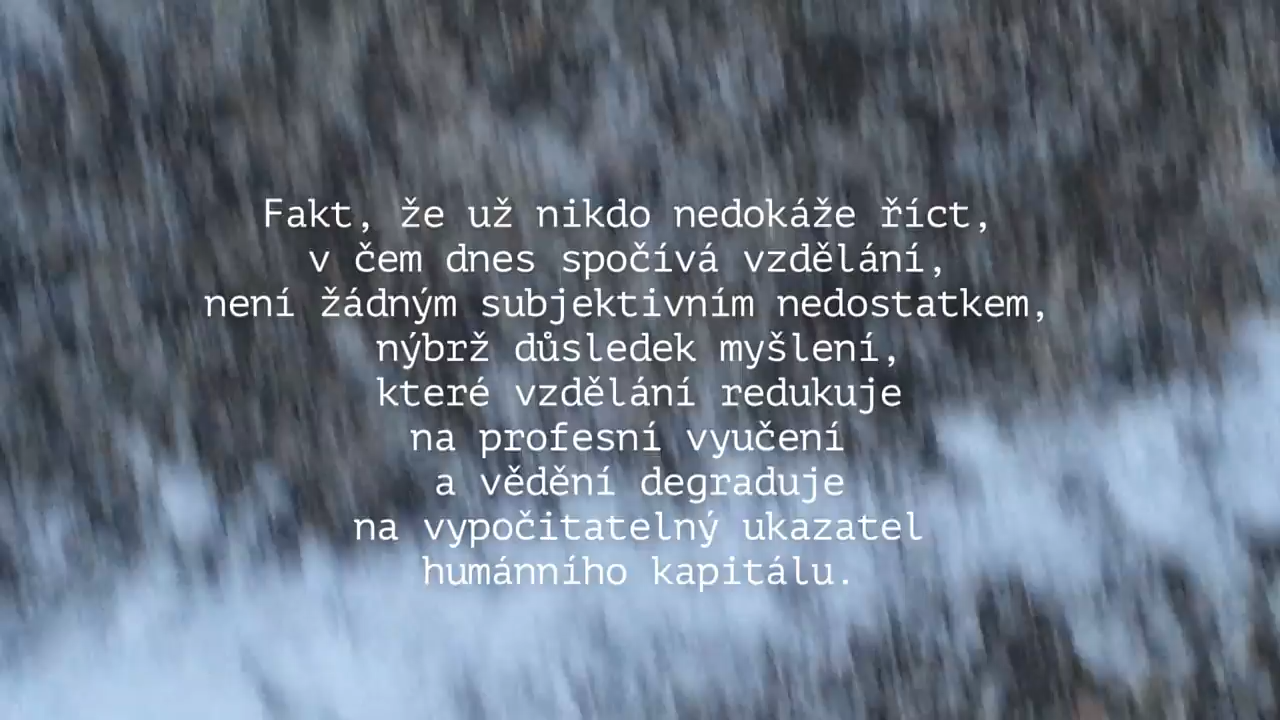 Fakt, že už nikdo nedokáže říct,
v čem dnes spočívá vzdělání,
není žádným subjektivním nedostatkem,
nýbrž důsledek myšlení,
které vzdělání redukuje
na profesní vyučení
a vědění degraduje
na vypočitatelný ukazatel
humánního kapitálu.